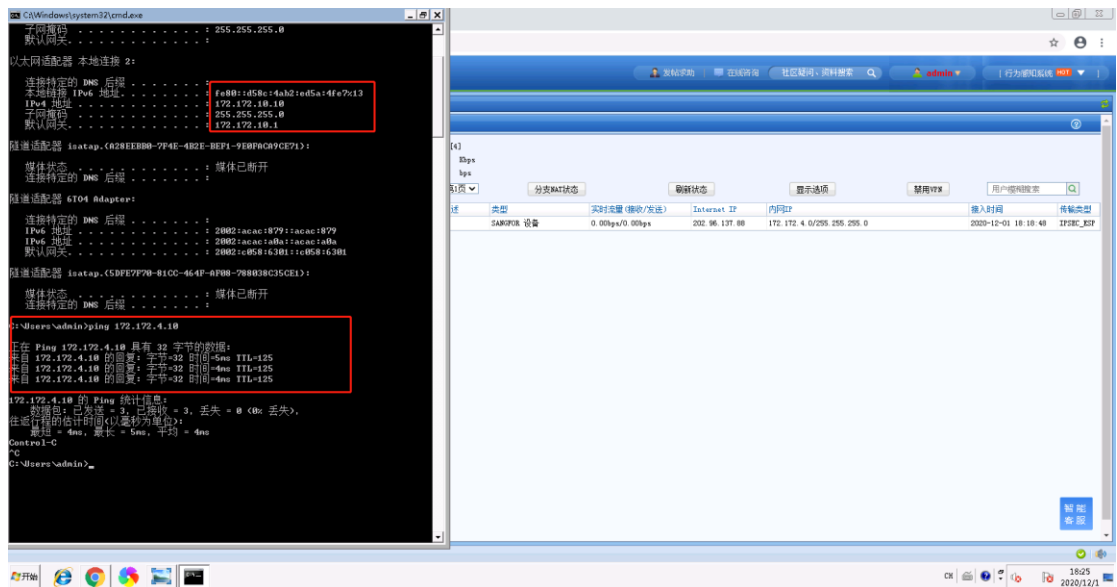 C:\Windows\system32\cmd.exe
子网掩码 . . . . . . . . . . . . : 255.255.255.0
默认网关. . . . . . . . . . . . . :
以太网适配器 本地连接 2:
连接特定的 DNS 后缀 . . . . . . . :
本地链接 IPv6 地址. . . . . . . . : fe80::d58c:4ab2:ed5a:4fe7%13
IPv4 地址 . . . . . . . . . . . . : 172.172.10.10
子网掩码 . . . . . . . . . . . . : 255.255.255.0
默认网关. . . . . . . . . . . . . : 172.172.10.1
隧道适配器 isatap.{A28EEBB0-7F4E-4B2E-BEF1-9E0FACA9CE71}:
媒体状态 . . . . . . . . . . . . : 媒体已断开
连接特定的 DNS 后缀 . . . . . . . :
隧道适配器 6TO4 Adapter:
连接特定的 DNS 后缀 . . . . . . . :
IPv6 地址 . . . . . . . . . . . . : 2002:acac:879::acac:879
IPv6 地址 . . . . . . . . . . . . : 2002:acac:a0a::acac:a0a
默认网关. . . . . . . . . . . . . : 2002:c058:6301::c058:6301
隧道适配器 isatap.{5DFE7F70-81CC-464F-AF08-788038C35CE1}:
媒体状态 . . . . . . . . . . . . : 媒体已断开
连接特定的 DNS 后缀 . . . . . . . :
C:\Users\admin>ping 172.172.4.10
正在 Ping 172.172.4.10 具有 32 字节的数据:
来自 172.172.4.10 的回复: 字节=32 时间=5ms TTL=125
来自 172.172.4.10 的回复: 字节=32 时间=4ms TTL=125
来自 172.172.4.10 的回复: 字节=32 时间=4ms TTL=125
172.172.4.10 的 Ping 统计信息:
数据包: 已发送 = 3, 已接收 = 3, 丢失 = 0 (0% 丢失),
往返行程的估计时间(以毫秒为单位):
最短 = 4ms, 最长 = 5ms, 平均 = 4ms
Control-C
^C
C:\Users\admin>_
发帖求助 在线咨询 社区疑问、资料搜索 admin | 行为感知系统 HOT
[4]
Kbps
bps
第1页 分支NAT状态 刷新状态 显示选项 禁用VPN 用户模糊搜索
述 类型 实时流量(接收/发送) Internet IP 内网IP 接入时间 传输类型
SANGFOR 设备 0.00bps/0.00bps 202.96.137.88 172.172.4.0/255.255.255.0 2020-12-01 18:18:48 IPSEC_ESP
智能
客服
开始 CH 18:25
2020/12/1